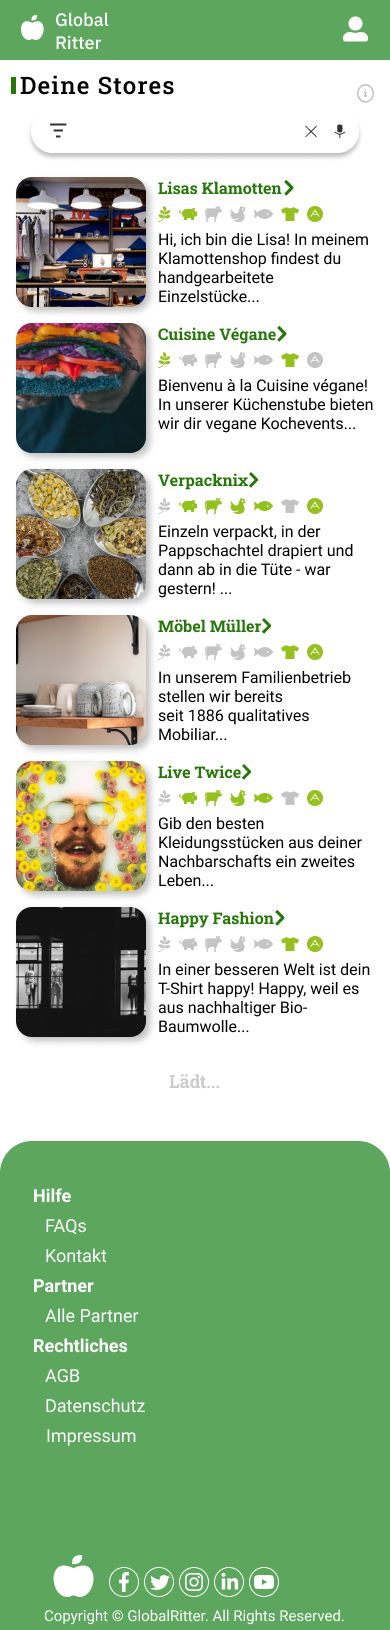 Global
Ritter
Deine Stores
Lisas Klamotten
Hi, ich bin die Lisa! In meinem
Klamottenshop findest du
handgearbeitete
Einzelstücke...
Cuisine Végane
Bienvenu à la Cuisine végane!
In unserer Küchenstube bieten
wir dir vegane Kochevents...
Verpacknix
Einzeln verpackt, in der
Pappschachtel drapiert und
dann ab in die Tüte - war
gestern! ...
Möbel Müller
In unserem Familienbetrieb
stellen wir bereits
seit 1886 qualitatives
Mobiliar...
Live Twice
Gib den besten
Kleidungsstücken aus deiner
Nachbarschafts ein zweites
Leben...
Happy Fashion
In einer besseren Welt ist dein
T-Shirt happy! Happy, weil es
aus nachhaltiger Bio-
Baumwolle...
Lädt...
Hilfe
FAQs
Kontakt
Partner
Alle Partner
Rechtliches
AGB
Datenschutz
Impressum
Copyright © GlobalRitter. All Rights Reserved.